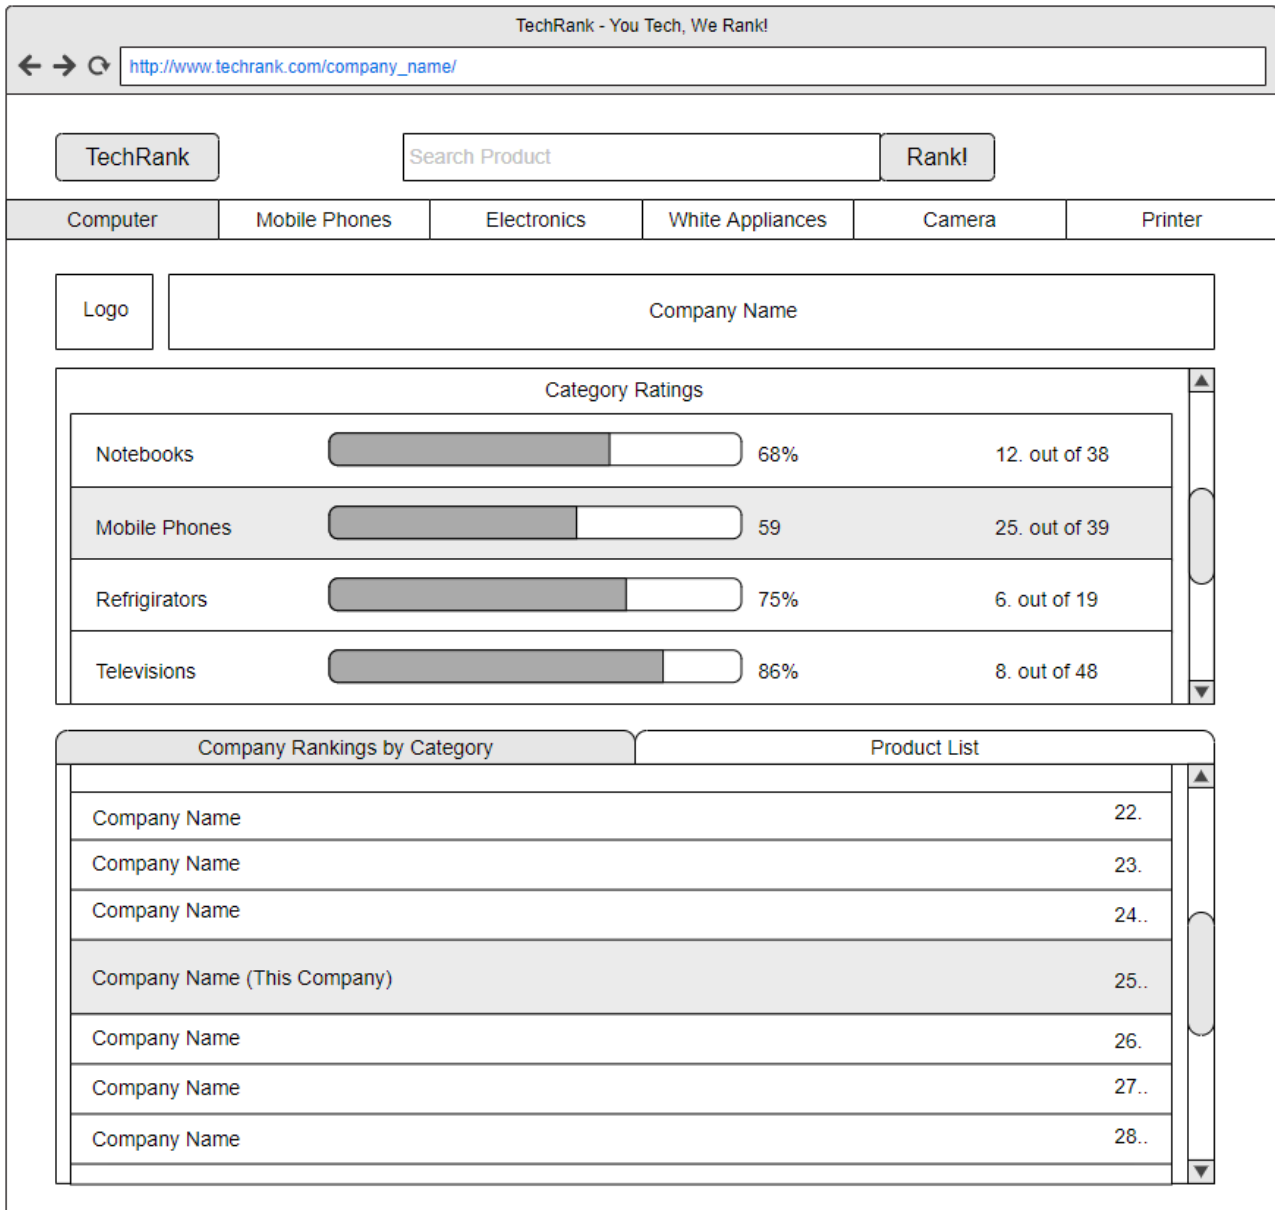 TechRank - You Tech, We Rank!
http://www.techrank.com/company_name/
TechRank
Search Product
Rank!
Computer
Mobile Phones
Electronics
White Appliances
Camera
Printer
Logo
Company Name
Category Ratings
Notebooks 68% 12. out of 38
Mobile Phones 59 25. out of 39
Refrigirators 75% 6. out of 19
Televisions 86% 8. out of 48
Company Rankings by Category
Product List
Company Name 22.
Company Name 23.
Company Name 24..
Company Name (This Company) 25..
Company Name 26.
Company Name 27..
Company Name 28..